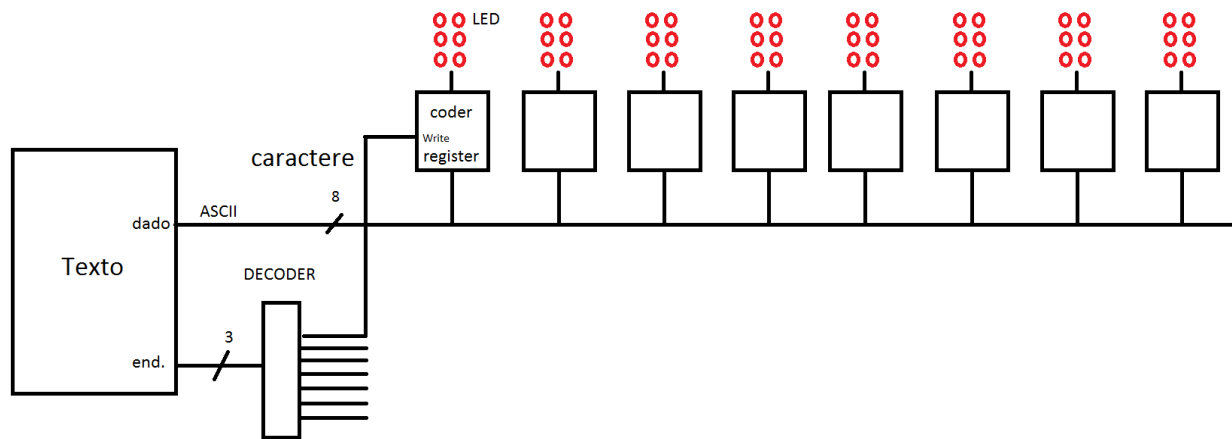 LED
coder
Write
register
caractere
8
ASCII
dado
Texto
DECODER
3
end.